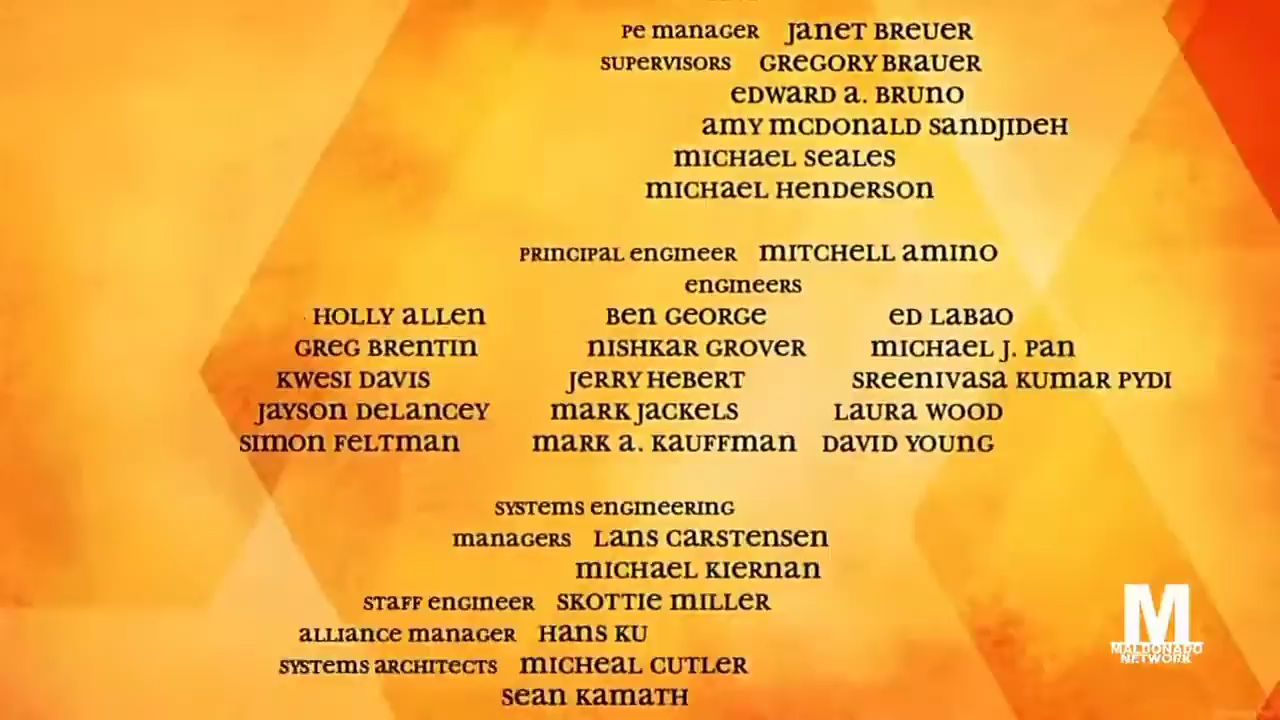 PE MANAGER JANET BREUER
SUPERVISORS GREGORY BRAUER
EDWARD A. BRUNO
AMY MCDONALD SANDJIDEH
MICHAEL SEALES
MICHAEL HENDERSON
PRINCIPAL ENGINEER MITCHELL AMINO
ENGINEERS
HOLLY ALLEN BEN GEORGE ED LABAO
GREG BRENTIN NISHKAR GROVER MICHAEL J. PAN
KWESI DAVIS JERRY HEBERT SREENIVASA KUMAR PYDI
JAYSON DELANCEY MARK JACKELS LAURA WOOD
SIMON FELTMAN MARK A. KAUFFMAN DAVID YOUNG
SYSTEMS ENGINEERING
MANAGERS LANS CARSTENSEN
MICHAEL KIERNAN
STAFF ENGINEER SKOTTIE MILLER
ALLIANCE MANAGER HANS KU
SYSTEMS ARCHITECTS MICHEAL CUTLER
SEAN KAMATH
M
MALDONADO
NETWORK